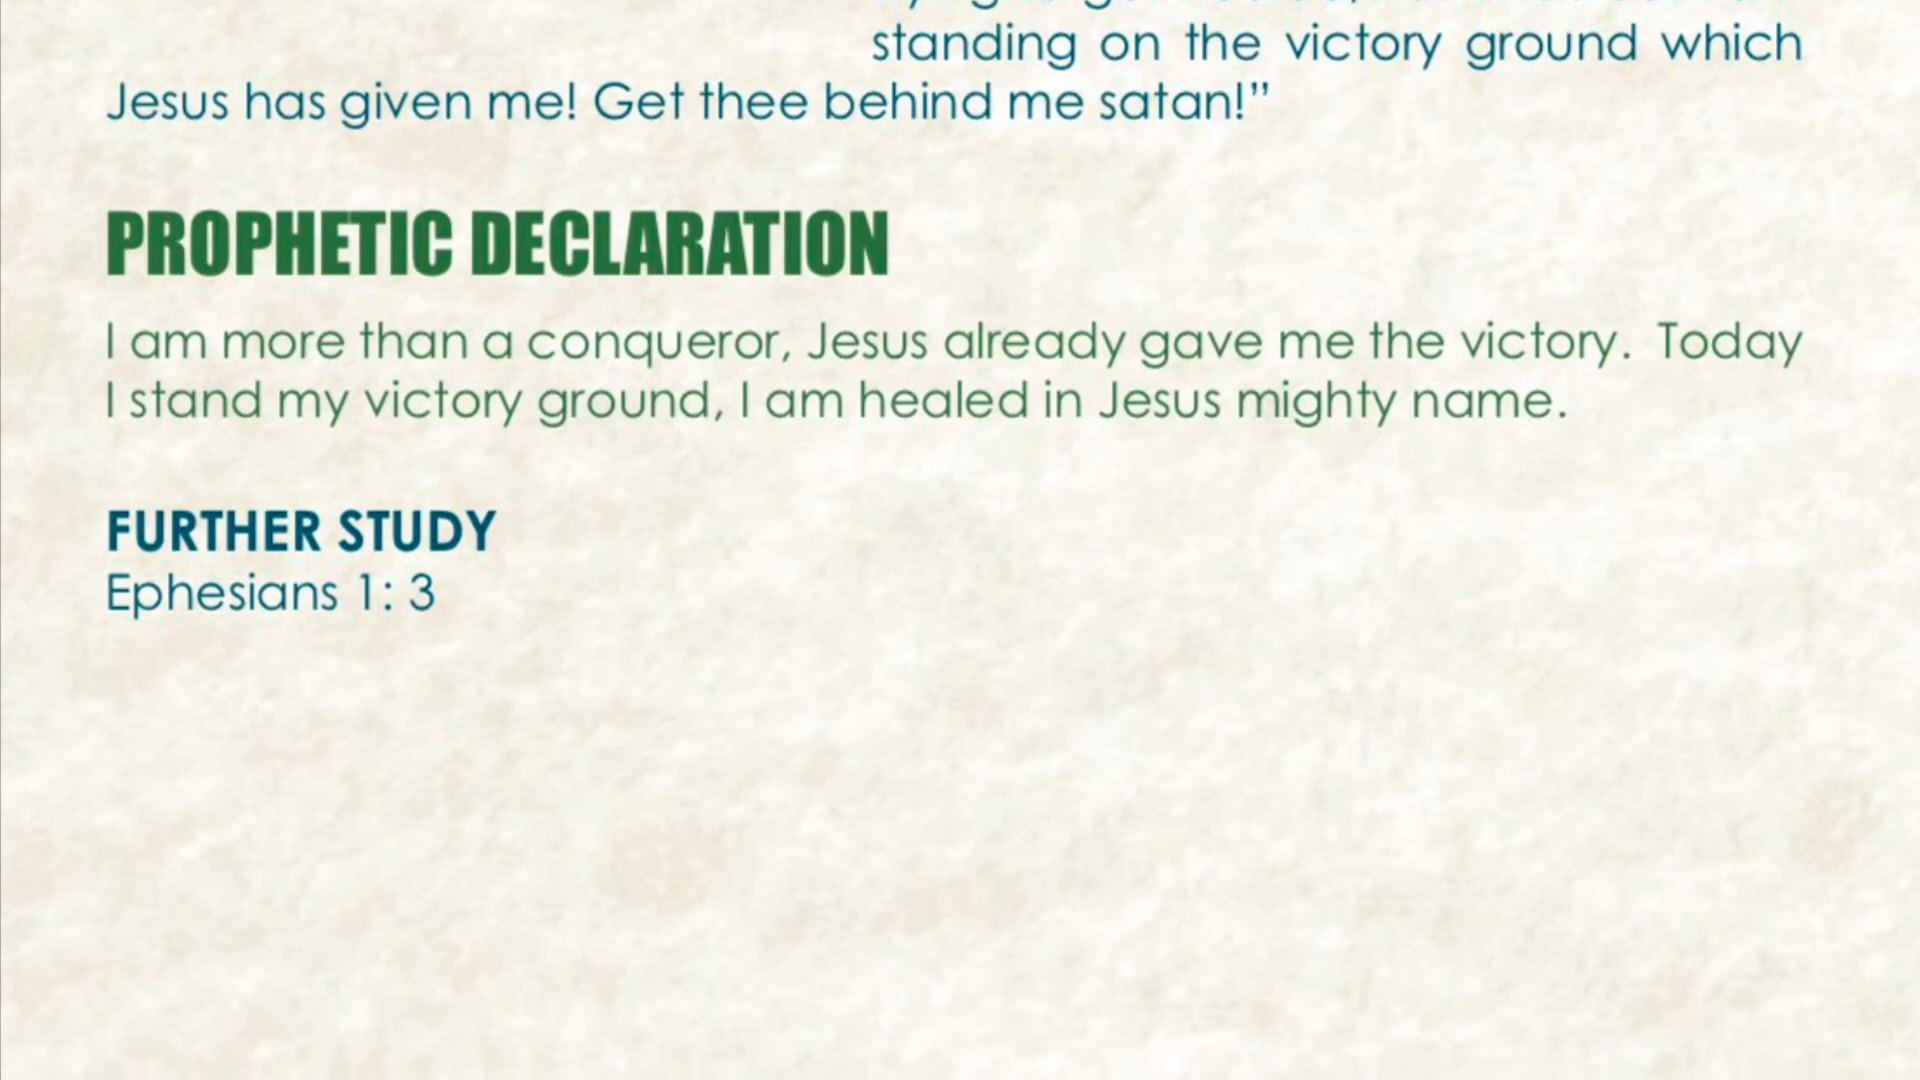 standing on the victory ground which
Jesus has given me! Get thee behind me satan!”
PROPHETIC DECLARATION
I am more than a conqueror, Jesus already gave me the victory. Today
I stand my victory ground, I am healed in Jesus mighty name.
FURTHER STUDY
Ephesians 1: 3